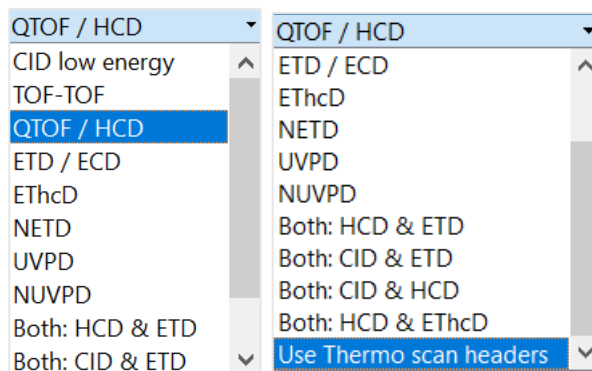 QTOF / HCD
CID low energy
TOF-TOF
QTOF / HCD
ETD / ECD
EThcD
NETD
UVPD
NUVPD
Both: HCD & ETD
Both: CID & ETD
QTOF / HCD
ETD / ECD
EThcD
NETD
UVPD
NUVPD
Both: HCD & ETD
Both: CID & ETD
Both: CID & HCD
Both: HCD & EThcD
Use Thermo scan headers